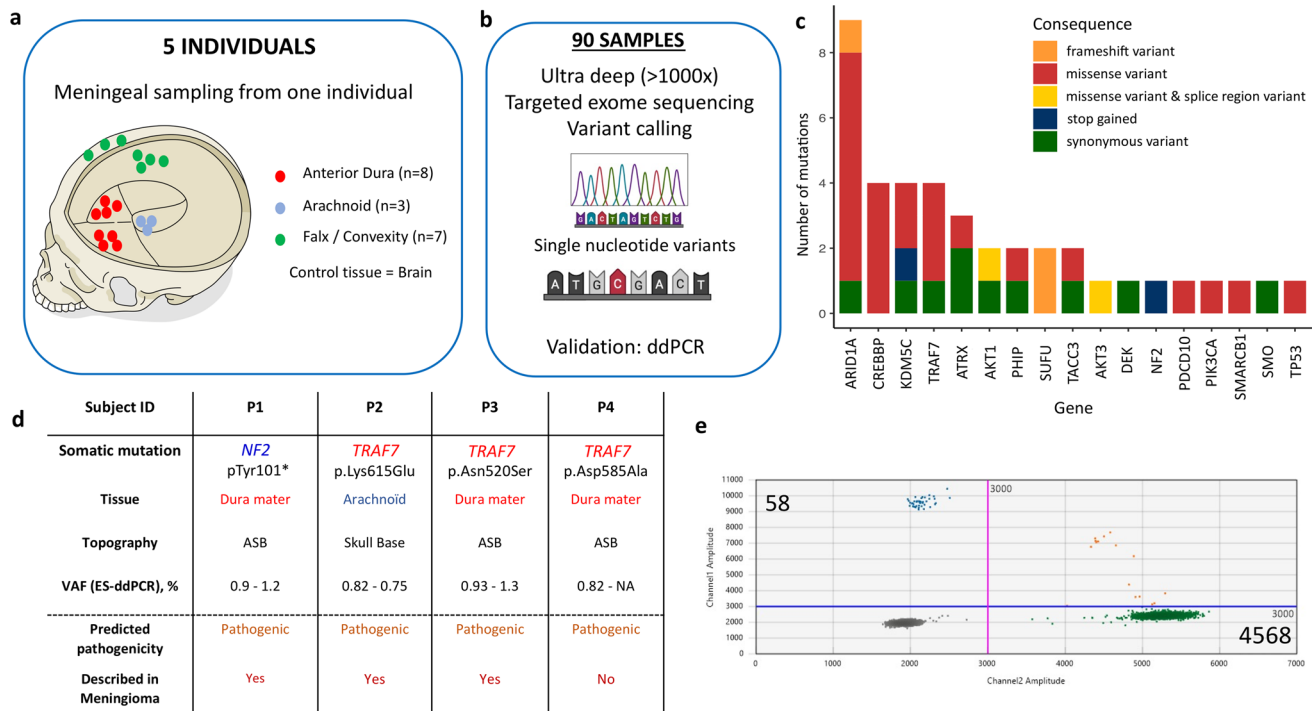 a
5 INDIVIDUALS
Meningeal sampling from one individual
Anterior Dura (n=8)
Arachnoid (n=3)
Falx / Convexity (n=7)
Control tissue = Brain
b
90 SAMPLES
Ultra deep (>1000x)
Targeted exome sequencing
Variant calling
G A C T A G T C T G
Single nucleotide variants
A T G C G A C T
Validation: ddPCR
c
Consequence
frameshift variant
missense variant
missense variant & splice region variant
stop gained
synonymous variant
Number of mutations
8
6
4
2
0
ARID1A CREBBP KDM5C TRAF7 ATRX AKT1 PHIP SUFU TACC3 AKT3 DEK NF2 PDCD10 PIK3CA SMARCB1 SMO TP53
Gene
d
Subject ID P1 P2 P3 P4
Somatic mutation NF2 TRAF7 TRAF7 TRAF7
pTyr101* p.Lys615Glu p.Asn520Ser p.Asp585Ala
Tissue Dura mater Arachnoïd Dura mater Dura mater
Topography ASB Skull Base ASB ASB
VAF (ES-ddPCR), % 0.9 - 1.2 0.82 - 0.75 0.93 - 1.3 0.82 - NA
Predicted pathogenicity Pathogenic Pathogenic Pathogenic Pathogenic
Described in Meningioma Yes Yes Yes No
e
Channel1 Amplitude
11000
10000
9000
8000
7000
6000
5000
4000
3000
2000
1000
0
58
3000
3000
4568
0 1000 2000 3000 4000 5000 6000 7000
Channel2 Amplitude